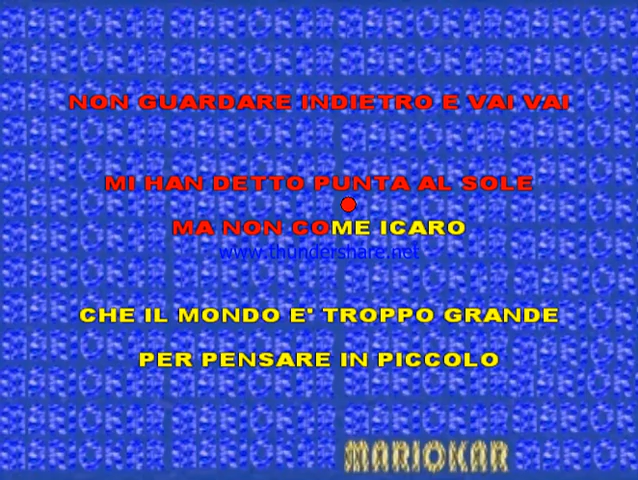 NON GUARDARE INDIETRO E VAI VAI
MI HAN DETTO PUNTA AL SOLE
MA NON COME ICARO
www.thundershare.net
CHE IL MONDO E' TROPPO GRANDE
PER PENSARE IN PICCOLO
MARIOKAR